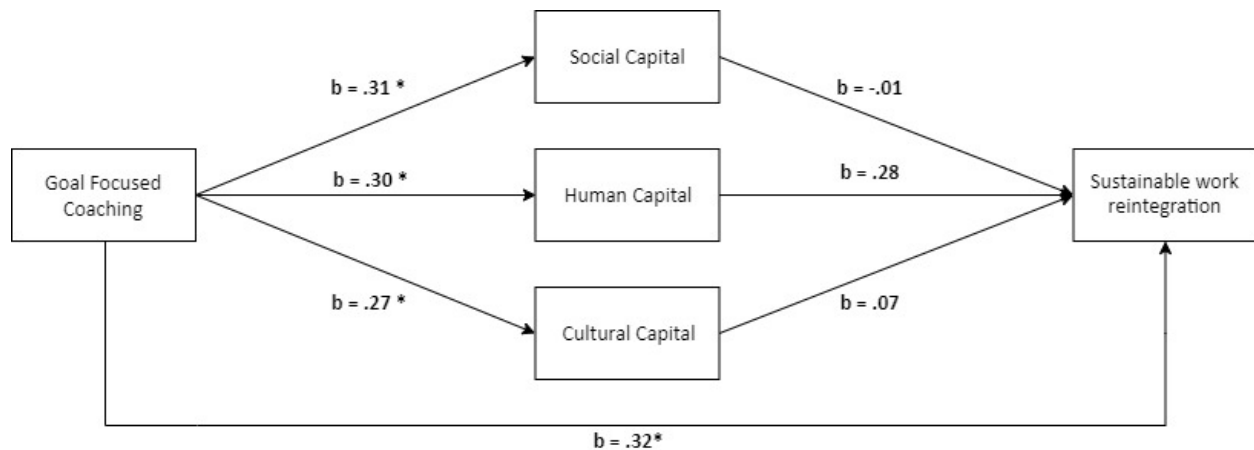 Social Capital
b = .31 *
b = -.01
Goal Focused
Coaching
b = .30 *
Human Capital
b = .28
Sustainable work
reintegration
b = .27 *
Cultural Capital
b = .07
b = .32*